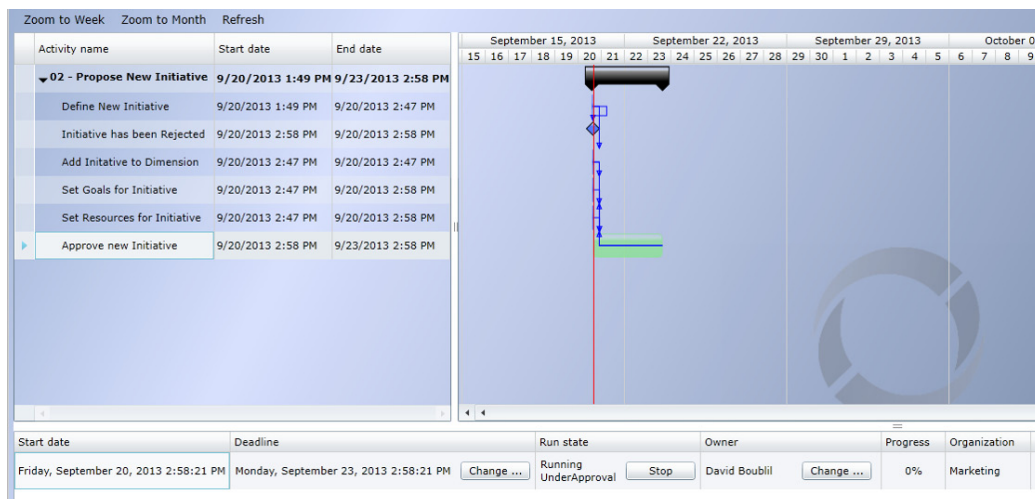 Zoom to Week Zoom to Month Refresh
Activity name Start date End date
September 15, 2013 September 22, 2013 September 29, 2013 October 0
15 16 17 18 19 20 21 22 23 24 25 26 27 28 29 30 1 2 3 4 5 6 7 8 9
02 - Propose New Initiative 9/20/2013 1:49 PM 9/23/2013 2:58 PM
Define New Initiative 9/20/2013 1:49 PM 9/20/2013 2:47 PM
Initiative has been Rejected 9/20/2013 2:58 PM 9/20/2013 2:58 PM
Add Initative to Dimension 9/20/2013 2:47 PM 9/20/2013 2:47 PM
Set Goals for Initiative 9/20/2013 2:47 PM 9/20/2013 2:58 PM
Set Resources for Initiative 9/20/2013 2:47 PM 9/20/2013 2:58 PM
Approve new Initiative 9/20/2013 2:58 PM 9/23/2013 2:58 PM
Start date Deadline Run state Owner Progress Organization
Friday, September 20, 2013 2:58:21 PM Monday, September 23, 2013 2:58:21 PM Change ... Running Stop David Boublil Change ... 0% Marketing
UnderApproval